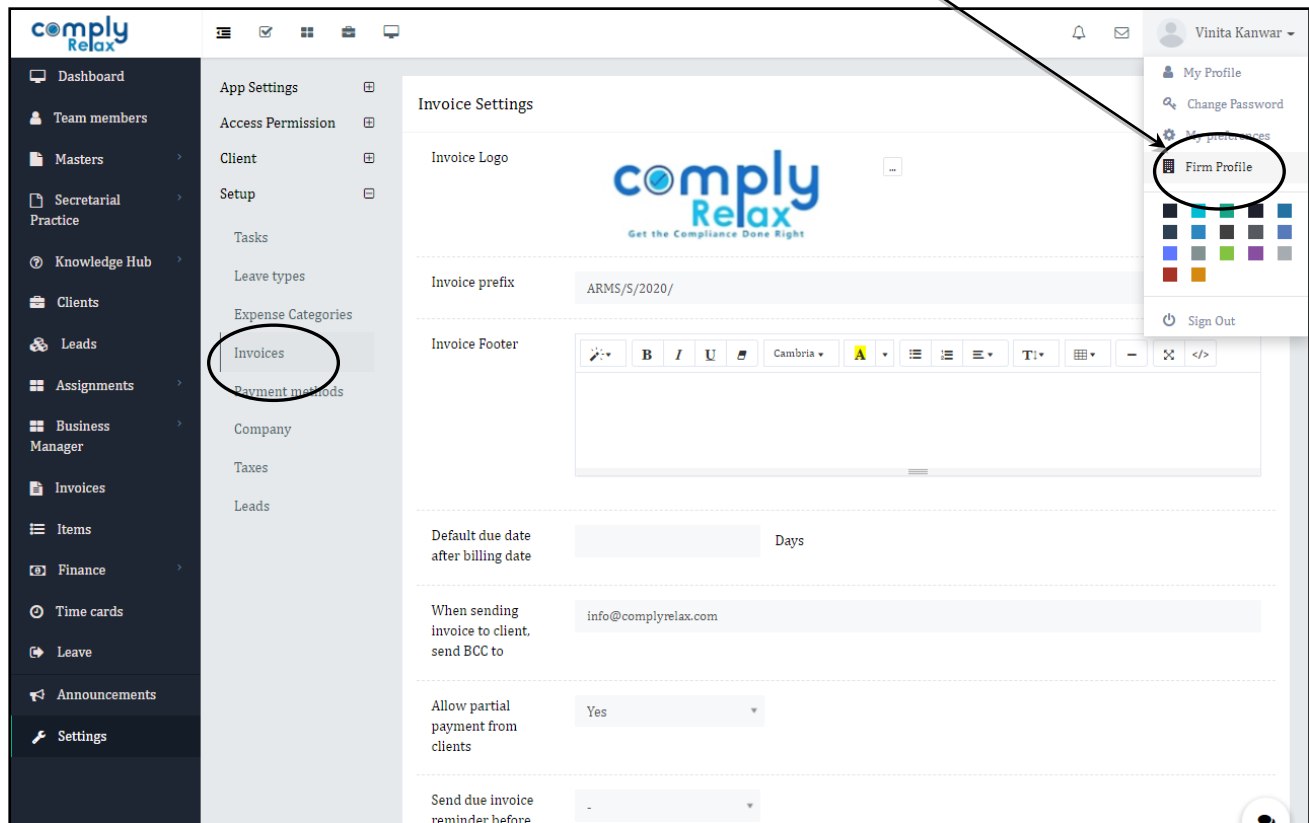 comply
Relax
Vinita Kanwar
Dashboard
Team members
Masters
Secretarial
Practice
Knowledge Hub
Clients
Leads
Assignments
Business
Manager
Invoices
Items
Finance
Time cards
Leave
Announcements
Settings
App Settings
Access Permission
Client
Setup
Tasks
Leave types
Expense Categories
Invoices
Payment methods
Company
Taxes
Leads
Invoice Settings
Invoice Logo
comply
Relax
Get the Compliance Done Right
...
Invoice prefix
ARMS/S/2020/
Invoice Footer
B I U Cambria A T </>
Default due date
after billing date
Days
When sending
invoice to client,
send BCC to
info@complyrelax.com
Allow partial
payment from
clients
Yes
Send due invoice
reminder before
-
My Profile
Change Password
My preferences
Firm Profile
Sign Out